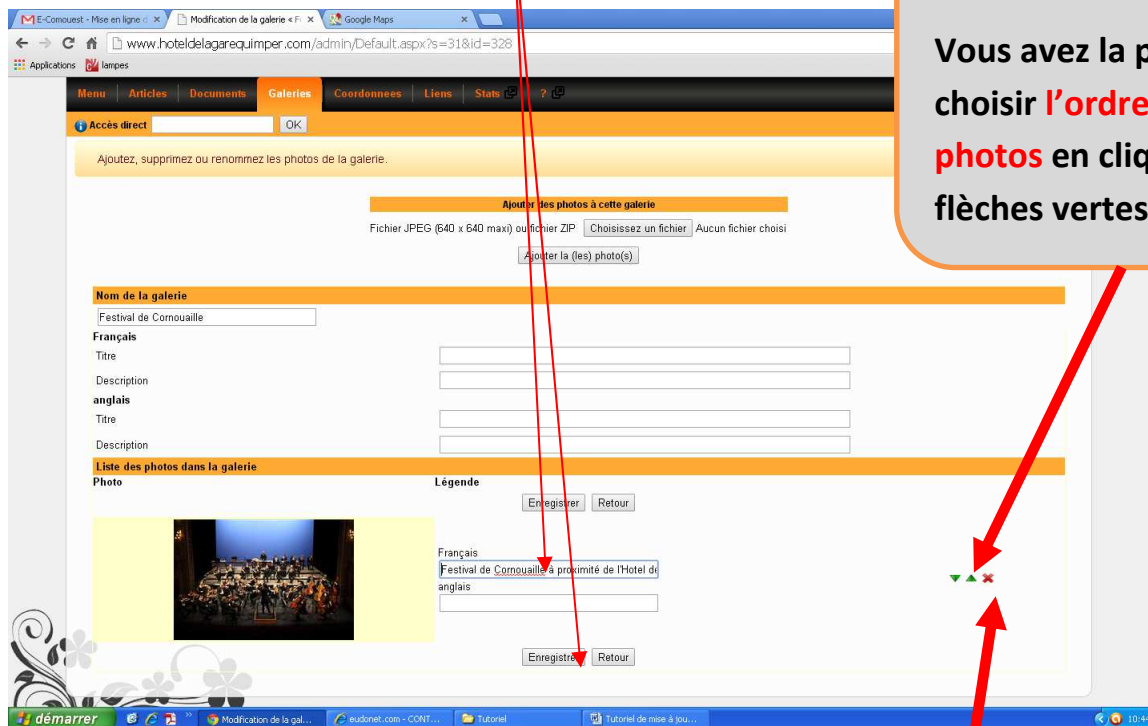 E-Cornouest - Mise en ligne d
Modification de la galerie « F
Google Maps
www.hoteldelagarequimper.com/admin/Default.aspx?s=31&id=328
Applications
lampes
Vous avez la p
choisir l’ordre
photos en cliq
flèches vertes
Menu Articles Documents Galeries Coordonnees Liens Stats ?
Accès direct OK
Ajoutez, supprimez ou renommez les photos de la galerie.
Ajouter des photos à cette galerie
Fichier JPEG (640 x 640 maxi) ou fichier ZIP Choisissez un fichier Aucun fichier choisi
Ajouter la (les) photo(s)
Nom de la galerie
Festival de Cornouaille
Français
Titre
Description
anglais
Titre
Description
Liste des photos dans la galerie
Photo Légende
Enregistrer Retour
Français
Festival de Cornouaille à proximité de l'Hotel de
anglais
Enregistrer Retour
démarrer
Modification de la gal...
eudonet.com - CONT...
Tutoriel
Tutoriel de mise à jou...